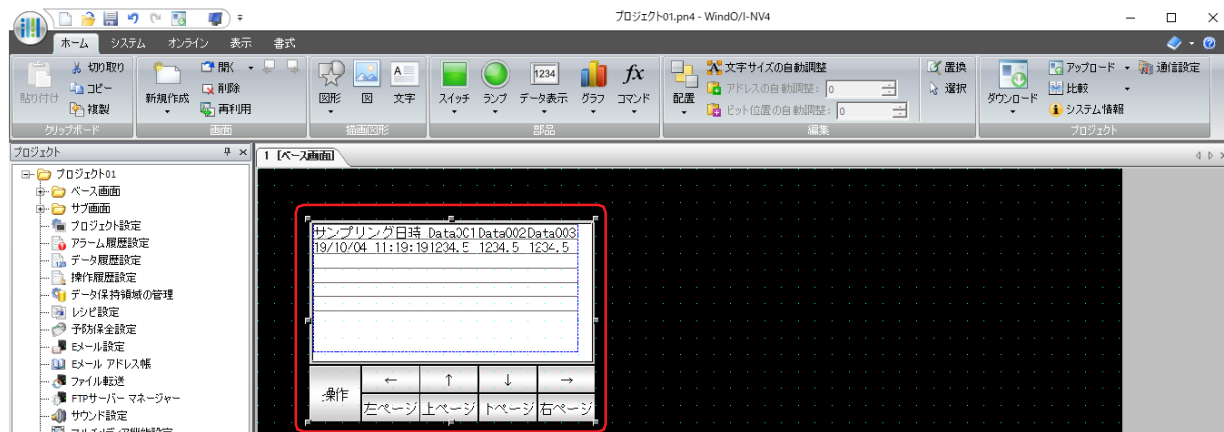 プロジェクト01.pn4 - WindO/I-NV4
ホーム システム オンライン 表示 書式
貼り付け 切り取り コピー 複製
クリップボード
新規作成 開く 削除 再利用
画面
図形 図 文字
描画図形
スイッチ ランプ 1234 データ表示 グラフ fx コマンド
部品
配置 文字サイズの自動調整 置換
アドレスの自動調整: 0 選択
ビット位置の自動調整: 0
編集
ダウンロード アップロード 通信設定
比較
システム情報
プロジェクト
プロジェクト
1 [ベース画面]
プロジェクト01
ベース画面
サブ画面
プロジェクト設定
アラーム履歴設定
データ履歴設定
操作履歴設定
データ保持領域の管理
レシピ設定
予防保全設定
Eメール設定
Eメール アドレス帳
ファイル転送
FTPサーバー マネージャー
サウンド設定
マルチメディア機能設定
サンプリング日時 Data001Data002Data003
19/10/04 11:19:191234.5 1234.5 1234.5
操作 ← ↑ ↓ →
左ページ 上ページ 下ページ 右ページ